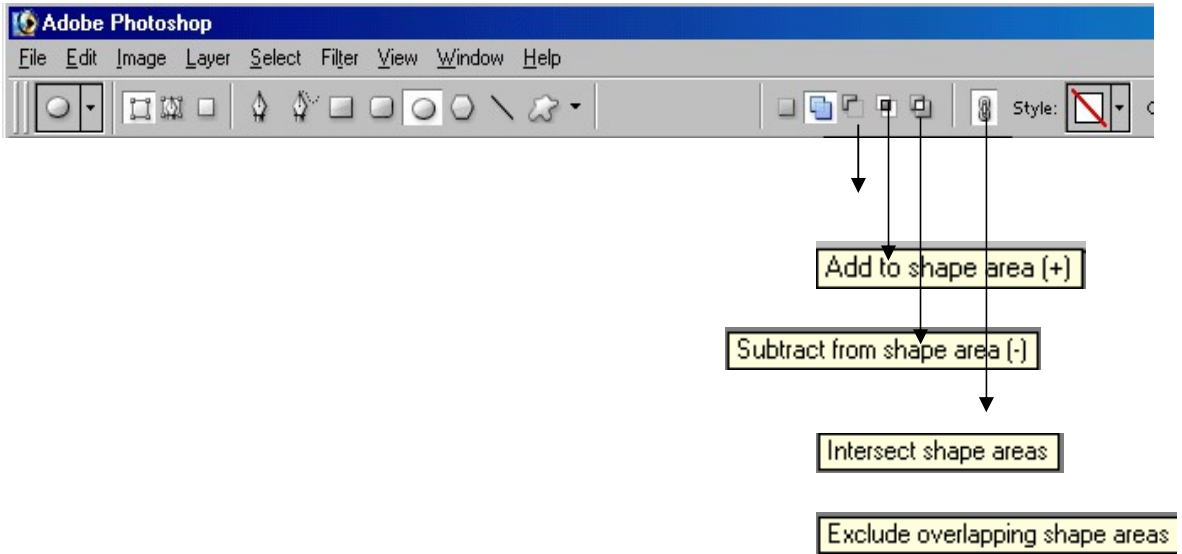 Adobe Photoshop
File Edit Image Layer Select Filter View Window Help
Style:
Add to shape area (+)
Subtract from shape area (-)
Intersect shape areas
Exclude overlapping shape areas